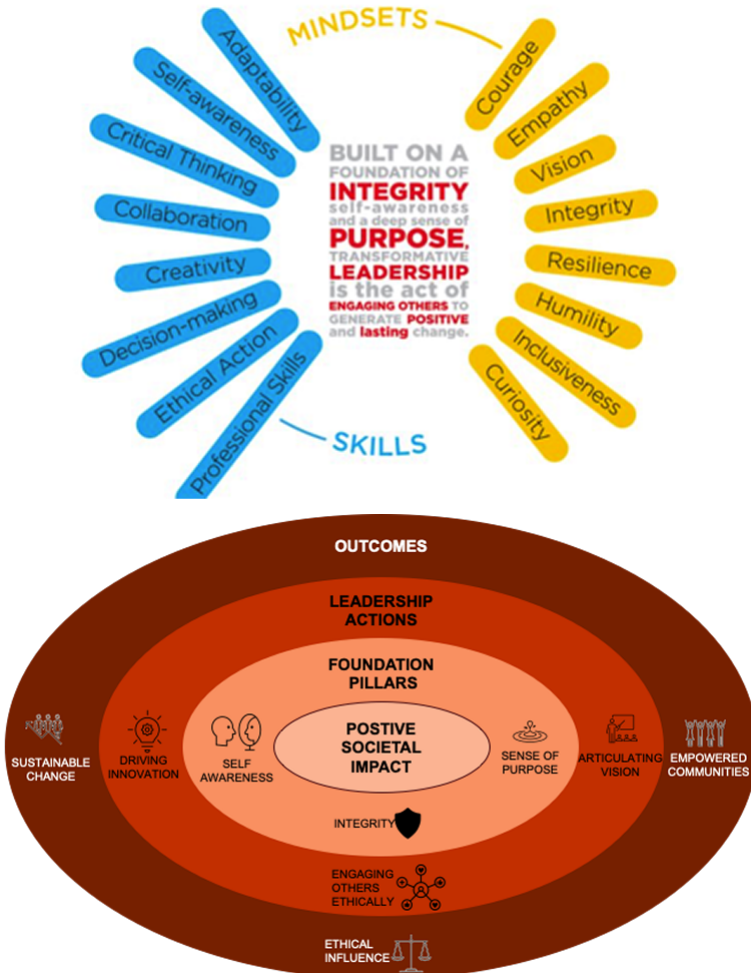 MINDSETS
Adaptability
Self-awareness
Critical Thinking
Collaboration
Creativity
Decision-making
Ethical Action
Professional Skills
BUILT ON A
FOUNDATION OF
INTEGRITY
self-awareness
and a deep sense of
PURPOSE,
TRANSFORMATIVE
LEADERSHIP
is the act of
ENGAGING OTHERS TO
GENERATE POSITIVE
and lasting change.
Courage
Empathy
Vision
Integrity
Resilience
Humility
Inclusiveness
Curiosity
SKILLS
OUTCOMES
LEADERSHIP
ACTIONS
FOUNDATION
PILLARS
POSTIVE
SOCIETAL
IMPACT
SUSTAINABLE
CHANGE
DRIVING
INNOVATION
SELF
AWARENESS
SENSE OF
PURPOSE
ARTICULATING
VISION
EMPOWERED
COMMUNITIES
INTEGRITY
ENGAGING
OTHERS
ETHICALLY
ETHICAL
INFLUENCE